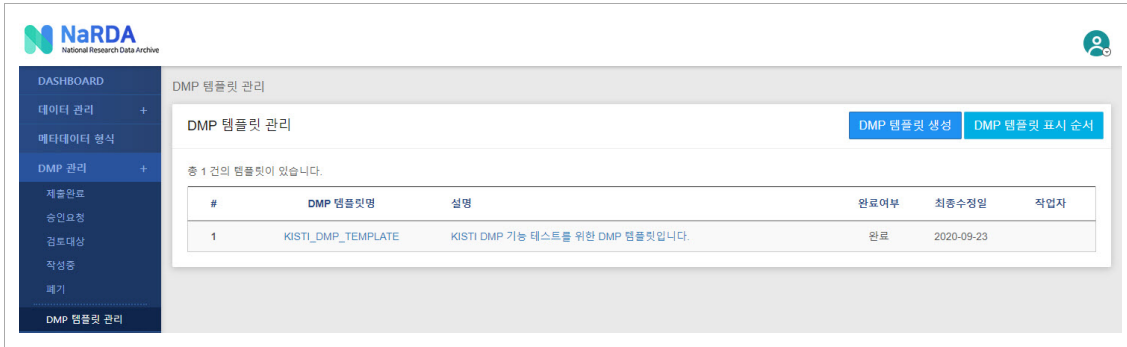 NaRDA
National Research Data Archive
DASHBOARD
데이터 관리 +
메타데이터 형식
DMP 관리 +
제출완료
승인요청
검토대상
작성중
폐기
DMP 템플릿 관리
DMP 템플릿 관리
DMP 템플릿 관리
DMP 템플릿 생성
DMP 템플릿 표시 순서
총 1 건의 템플릿이 있습니다.
# DMP 템플릿명 설명 완료여부 최종수정일 작업자
1 KISTI_DMP_TEMPLATE KISTI DMP 기능 테스트를 위한 DMP 템플릿입니다. 완료 2020-09-23